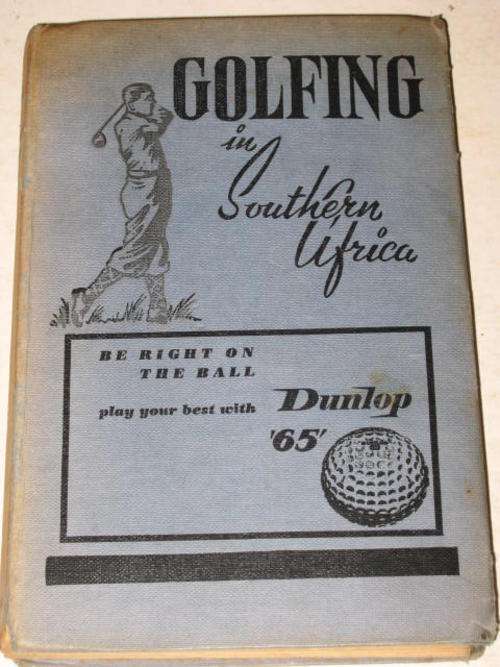 GOLFING
in
Southern
Africa
BE RIGHT ON
THE BALL
play your best with
Dunlop
'65'